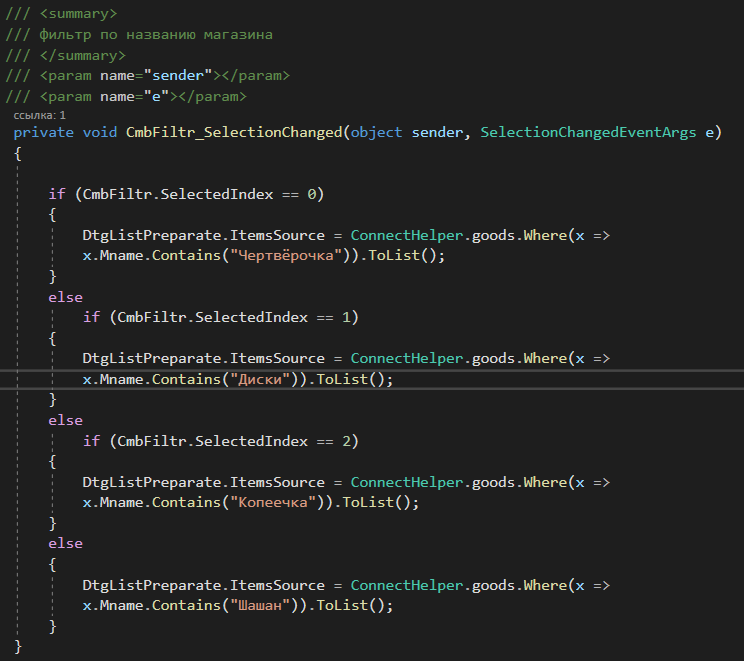 /// <summary>
/// фильтр по названию магазина
/// </summary>
/// <param name="sender"></param>
/// <param name="e"></param>
ссылка: 1
private void CmbFiltr_SelectionChanged(object sender, SelectionChangedEventArgs e)
{
if (CmbFiltr.SelectedIndex == 0)
{
DtgListPreparate.ItemsSource = ConnectHelper.goods.Where(x =>
x.Mname.Contains("Чертвёрочка")).ToList();
}
else
if (CmbFiltr.SelectedIndex == 1)
{
DtgListPreparate.ItemsSource = ConnectHelper.goods.Where(x =>
x.Mname.Contains("Диски")).ToList();
}
else
if (CmbFiltr.SelectedIndex == 2)
{
DtgListPreparate.ItemsSource = ConnectHelper.goods.Where(x =>
x.Mname.Contains("Копеечка")).ToList();
}
else
{
DtgListPreparate.ItemsSource = ConnectHelper.goods.Where(x =>
x.Mname.Contains("Шашан")).ToList();
}
}